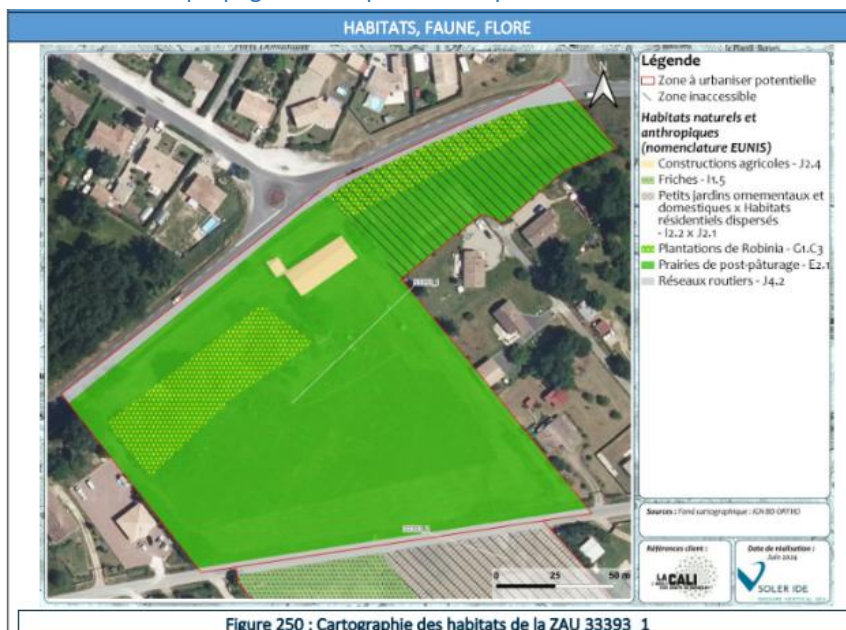 HABITATS, FAUNE, FLORE
N
Légende
Zone à urbaniser potentielle
Zone inaccessible
Habitats naturels et
anthropiques
(nomenclature EUNIS)
Constructions agricoles - J2.4
Friches - I1.5
Petits jardins ornementaux et
domestiques x Habitats
résidentiels dispersés
- I2.2 x J2.1
Plantations de Robinia - G1.C3
Prairies de post-pâturage - E2.1
Réseaux routiers - J4.2
Sources : Fond cartographique : IGN BD ORTHO
Références client :
LA CALI
Date de réalisation :
Juin 2024
SOLER IDE
0 25 50 m
Figure 250 : Cartographie des habitats de la ZAU 33393_1